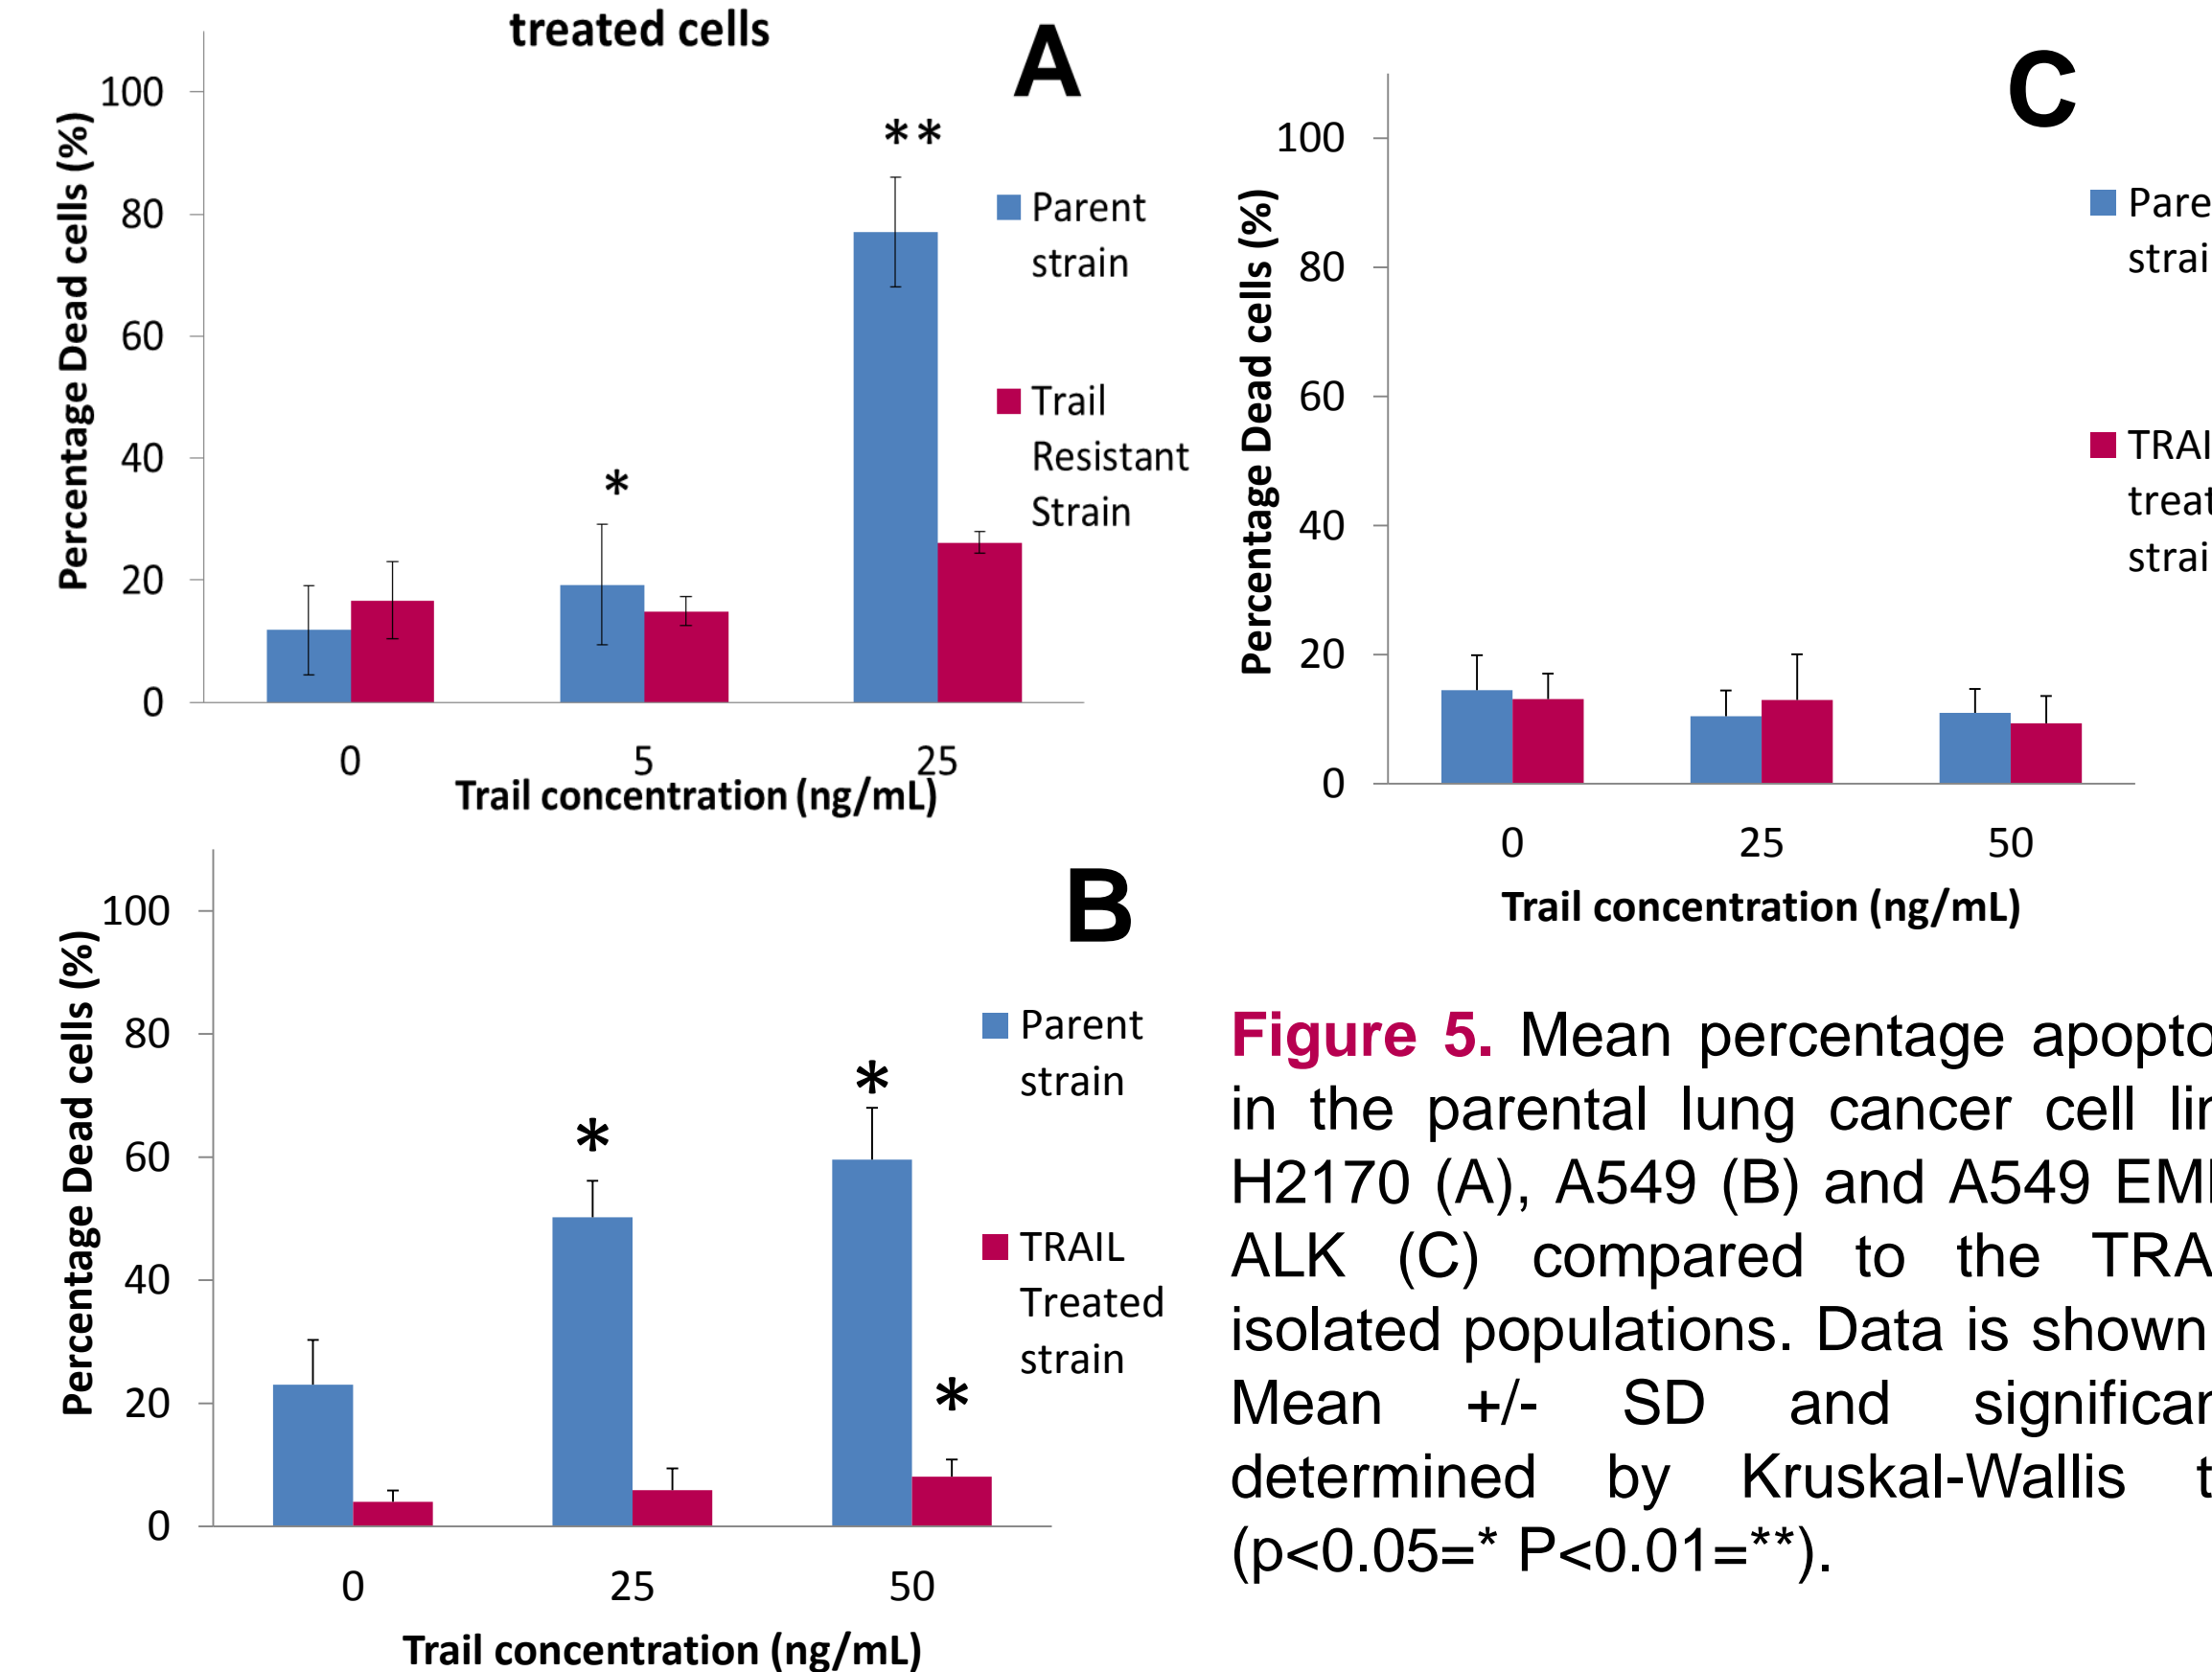 treated cells
A
Percentage Dead cells (%)
100
80
60
40
20
0
**
*
Parent
strain
Trail
Resistant
Strain
0 5 25
Trail concentration (ng/mL)
B
Percentage Dead cells (%)
100
80
60
40
20
0
*
*
*
Parent
strain
TRAIL
Treated
strain
0 25 50
Trail concentration (ng/mL)
C
Percentage Dead cells (%)
100
80
60
40
20
0
0 25 50
Trail concentration (ng/mL)
Figure 5. Mean percentage
in the parental lung cancer cell
H2170 (A), A549 (B) and A549
ALK (C) compared to the
isolated populations. Data is shown
Mean +/- SD and
determined by Kruskal-Wallis
(p<0.05=* P<0.01=**).